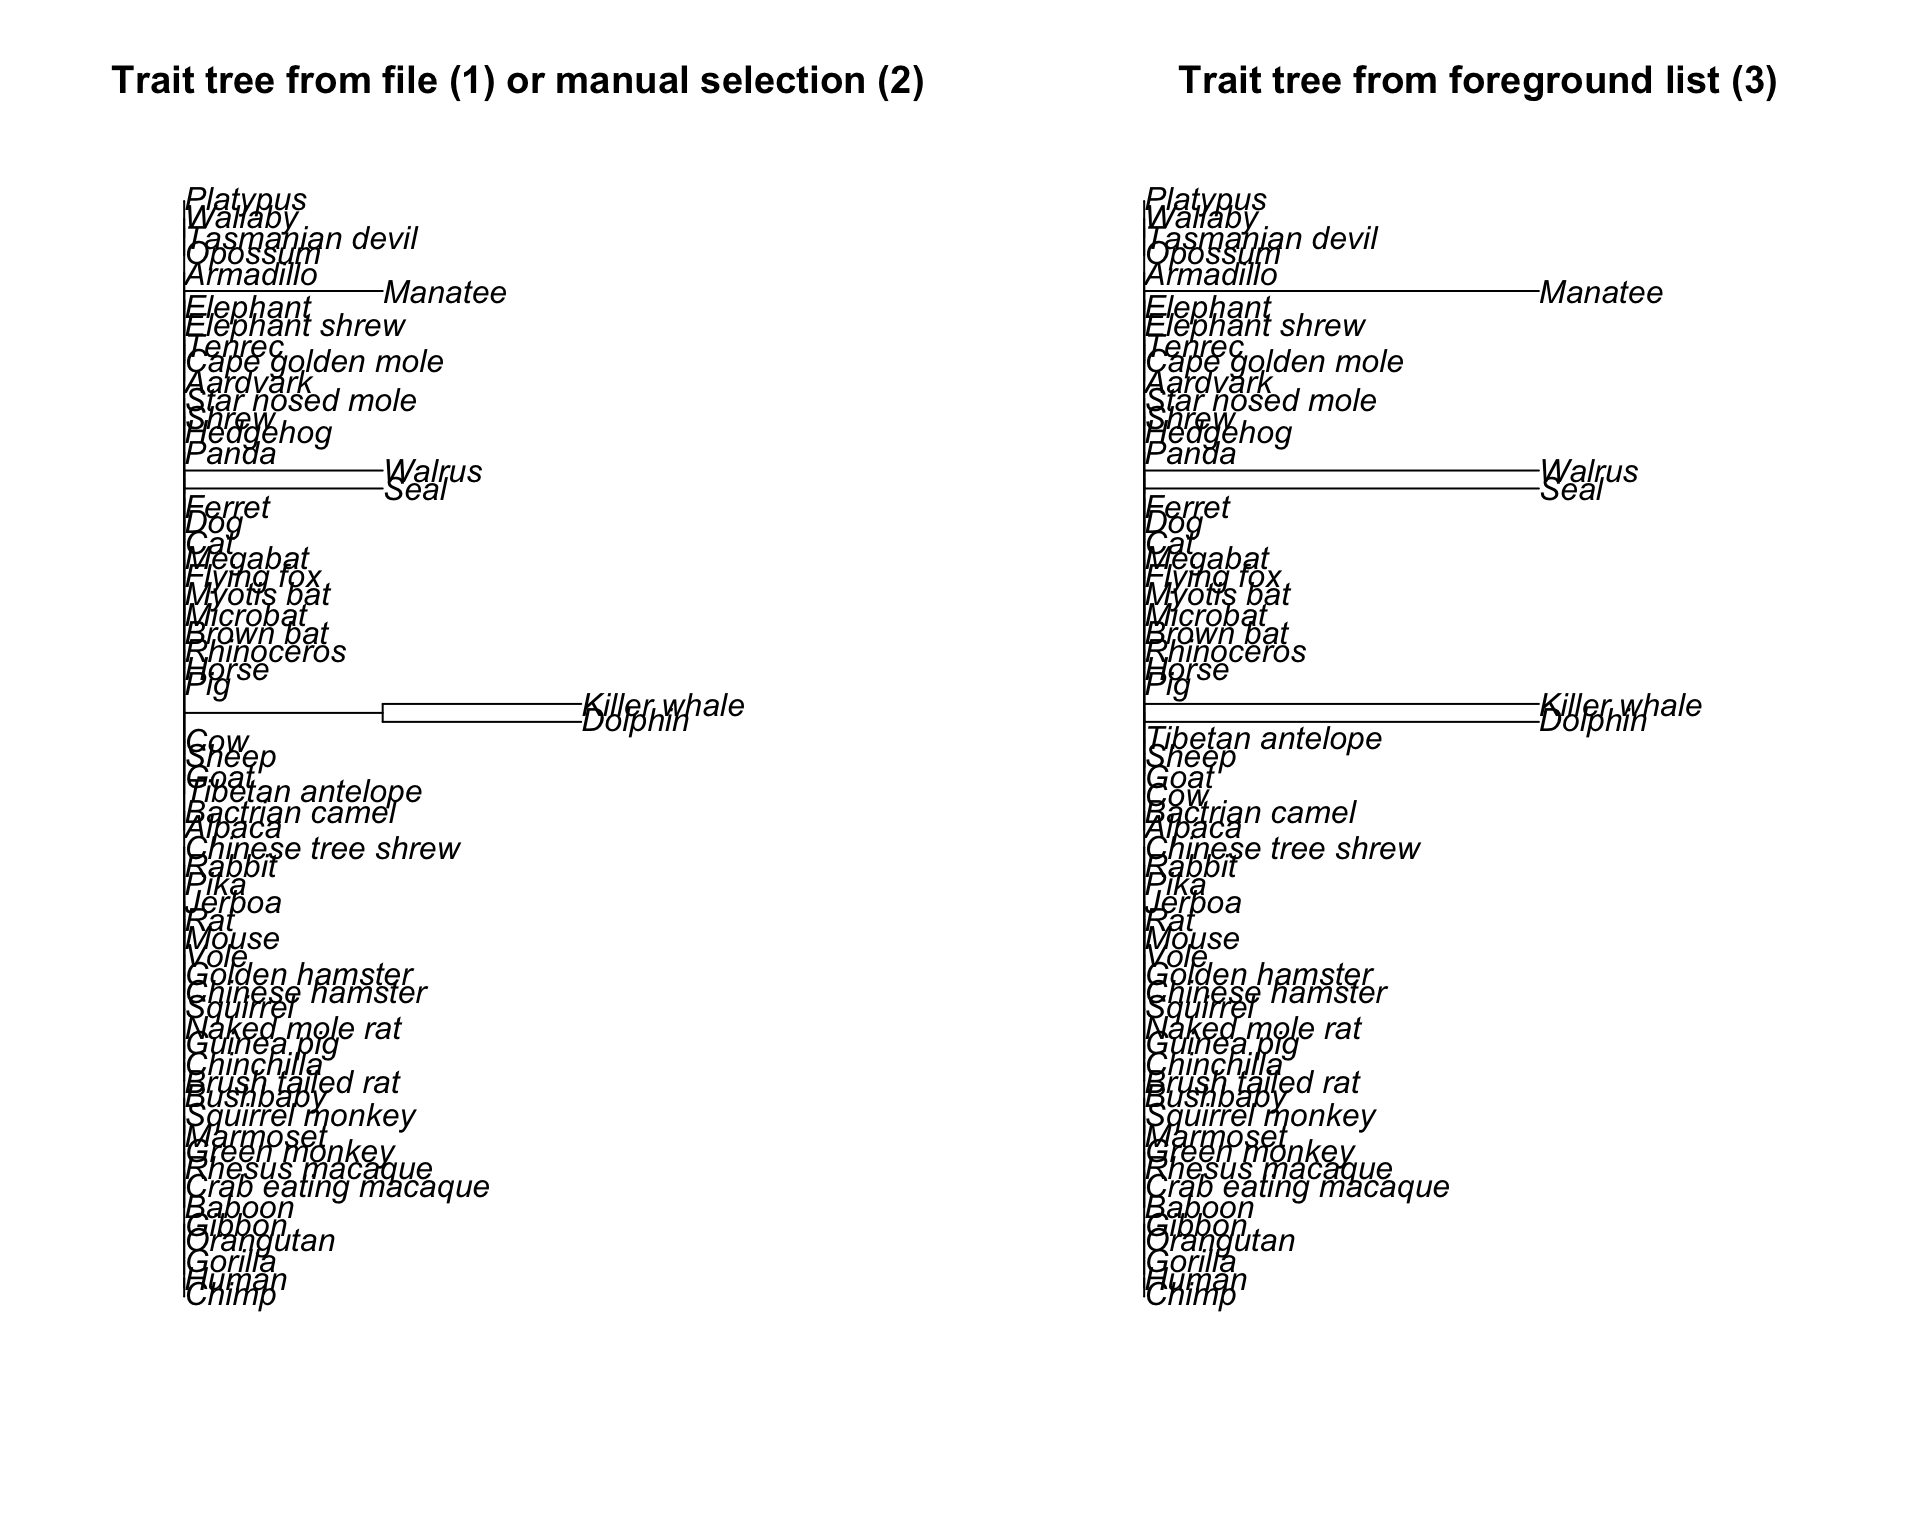 Trait tree from file (1) or manual selection (2)
Platypus
Wallaby
Tasmanian devil
Opossum
Armadillo
Manatee
Elephant
Elephant shrew
Tenrec
Cape golden mole
Aardvark
Star nosed mole
Shrew
Hedgehog
Panda
Walrus
Seal
Ferret
Dog
Cat
Megabat
Flying fox
Myotis bat
Microbat
Brown bat
Rhinoceros
Horse
Pig
Killer whale
Dolphin
Cow
Sheep
Goat
Tibetan antelope
Bactrian camel
Alpaca
Chinese tree shrew
Rabbit
Pika
Jerboa
Rat
Mouse
Vole
Golden hamster
Chinese hamster
Squirrel
Naked mole rat
Guinea pig
Chinchilla
Brush tailed rat
Bushbaby
Squirrel monkey
Marmoset
Green monkey
Rhesus macaque
Crab eating macaque
Baboon
Gibbon
Orangutan
Gorilla
Human
Chimp
Trait tree from foreground list (3)
Platypus
Wallaby
Tasmanian devil
Opossum
Armadillo
Manatee
Elephant
Elephant shrew
Tenrec
Cape golden mole
Aardvark
Star nosed mole
Shrew
Hedgehog
Panda
Walrus
Seal
Ferret
Dog
Cat
Megabat
Flying fox
Myotis bat
Microbat
Brown bat
Rhinoceros
Horse
Pig
Killer whale
Dolphin
Tibetan antelope
Sheep
Goat
Cow
Bactrian camel
Alpaca
Chinese tree shrew
Rabbit
Pika
Jerboa
Rat
Mouse
Vole
Golden hamster
Chinese hamster
Squirrel
Naked mole rat
Guinea pig
Chinchilla
Brush tailed rat
Bushbaby
Squirrel monkey
Marmoset
Green monkey
Rhesus macaque
Crab eating macaque
Baboon
Gibbon
Orangutan
Gorilla
Human
Chimp